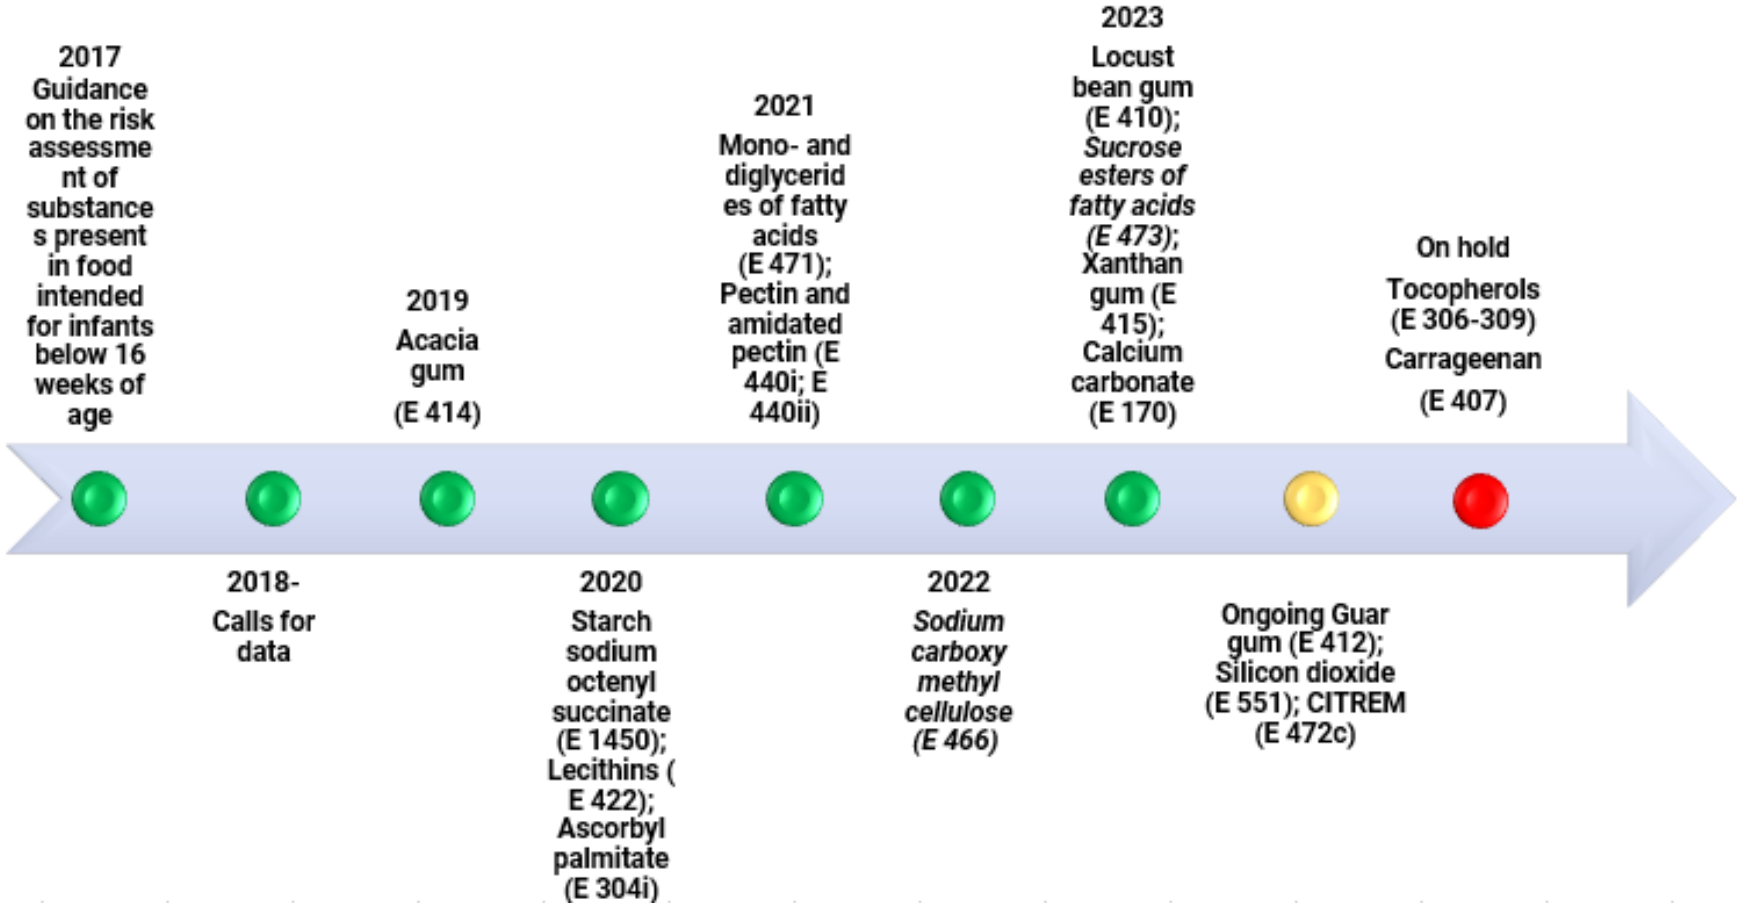 2017
Guidance
on the risk
assessme
nt of
substance
s present
in food
intended
for infants
below 16
weeks of
age
2018-
Calls for
data
2019
Acacia
gum
(E 414)
2020
Starch
sodium
octenyl
succinate
(E 1450);
Lecithins (
E 422);
Ascorbyl
palmitate
(E 304i)
2021
Mono- and
diglycerid
es of fatty
acids
(E 471);
Pectin and
amidated
pectin (E
440i; E
440ii)
2022
Sodium
carboxy
methyl
cellulose
(E 466)
2023
Locust
bean gum
(E 410);
Sucrose
esters of
fatty acids
(E 473);
Xanthan
gum (E
415);
Calcium
carbonate
(E 170)
Ongoing Guar
gum (E 412);
Silicon dioxide
(E 551); CITREM
(E 472c)
On hold
Tocopherols
(E 306-309)
Carrageenan
(E 407)